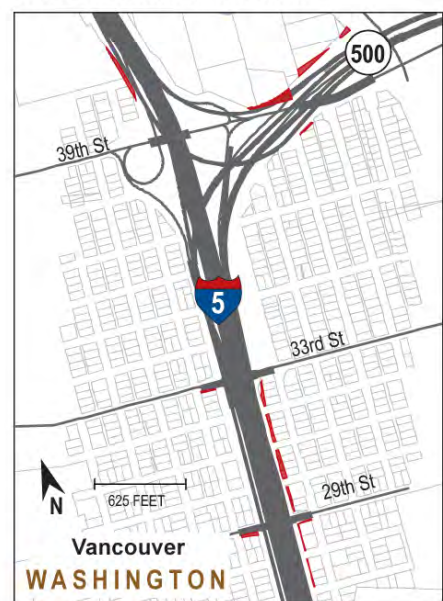 500
39th St
5
33rd St
29th St
N
625 FEET
Vancouver
WASHINGTON